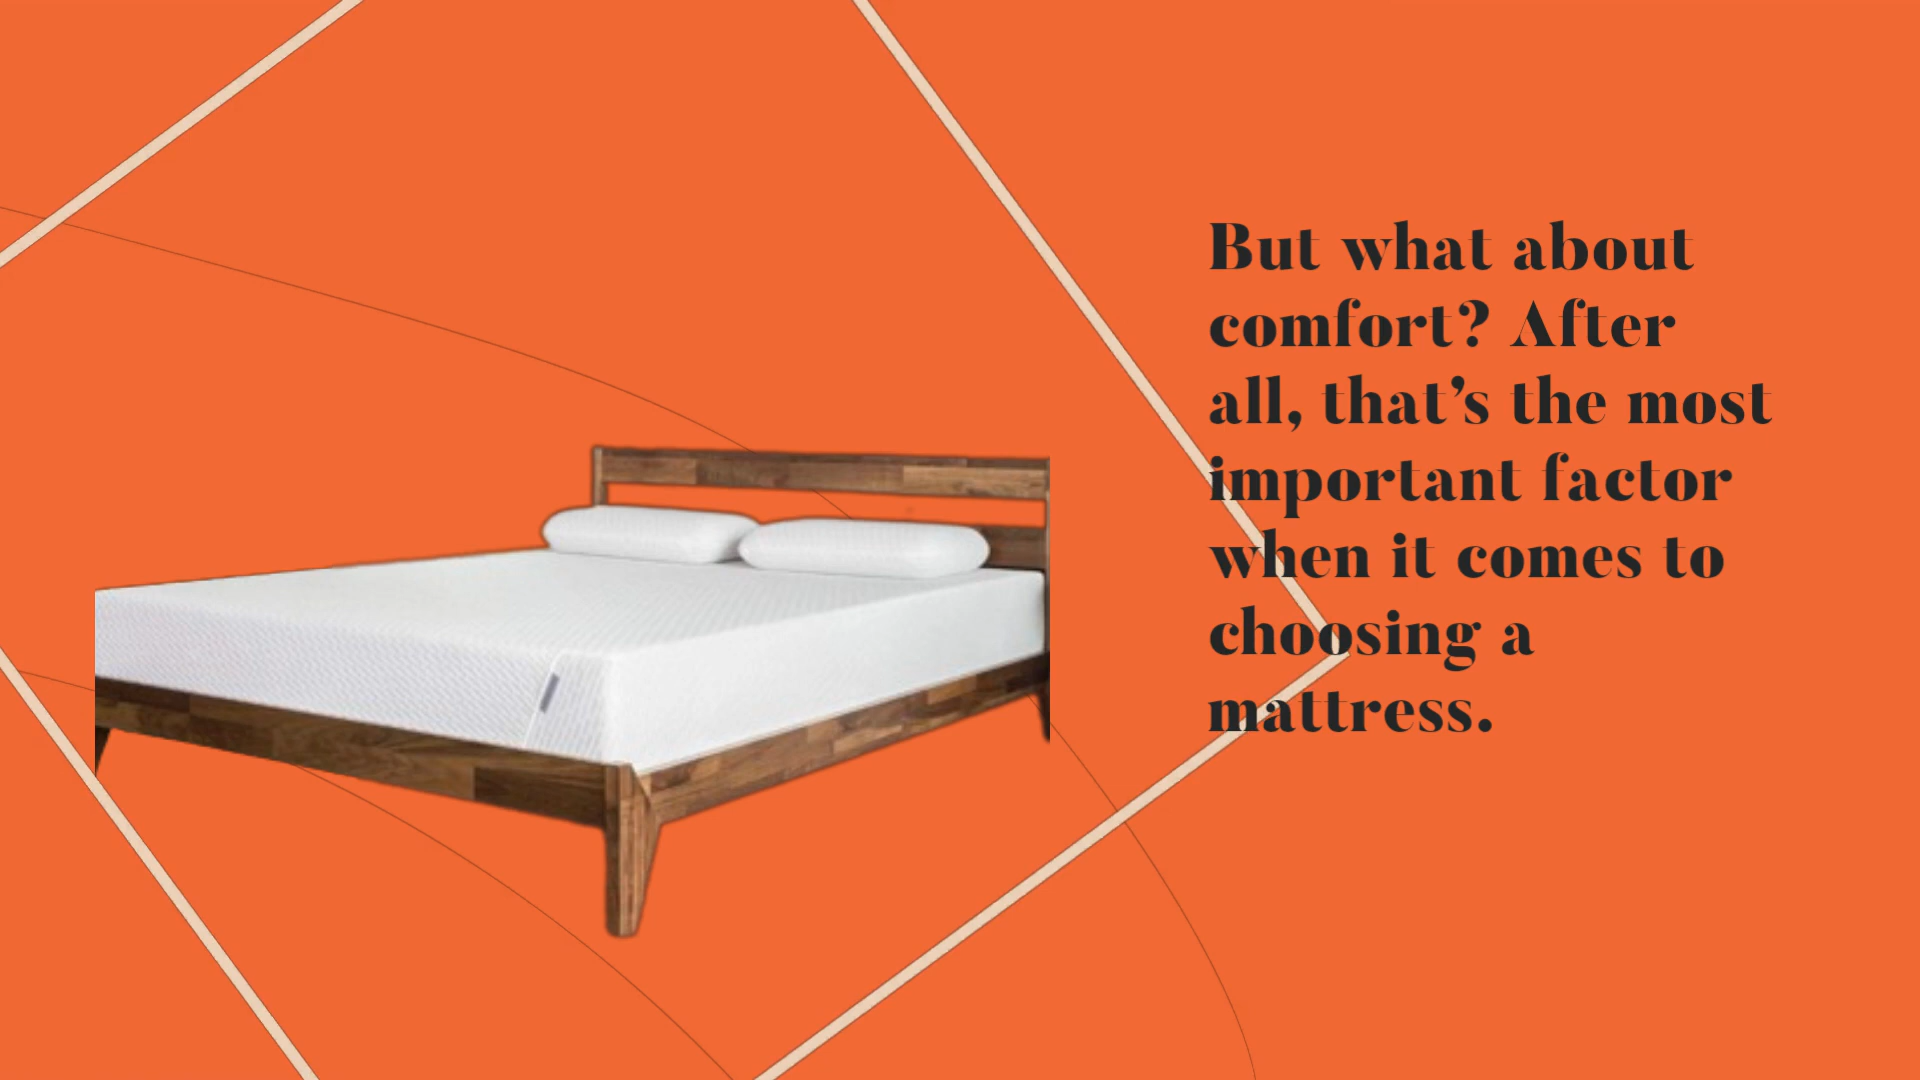 But what about
comfort? After
all, that’s the most
important factor
when it comes to
choosing a
mattress.